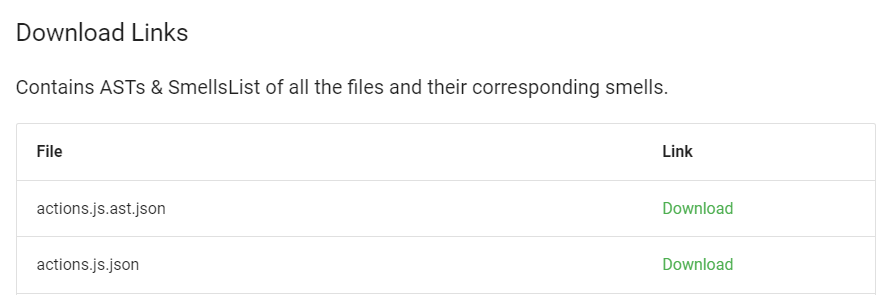 Download Links
Contains ASTs & SmellsList of all the files and their corresponding smells.
File Link
actions.js.ast.json Download
actions.js.json Download